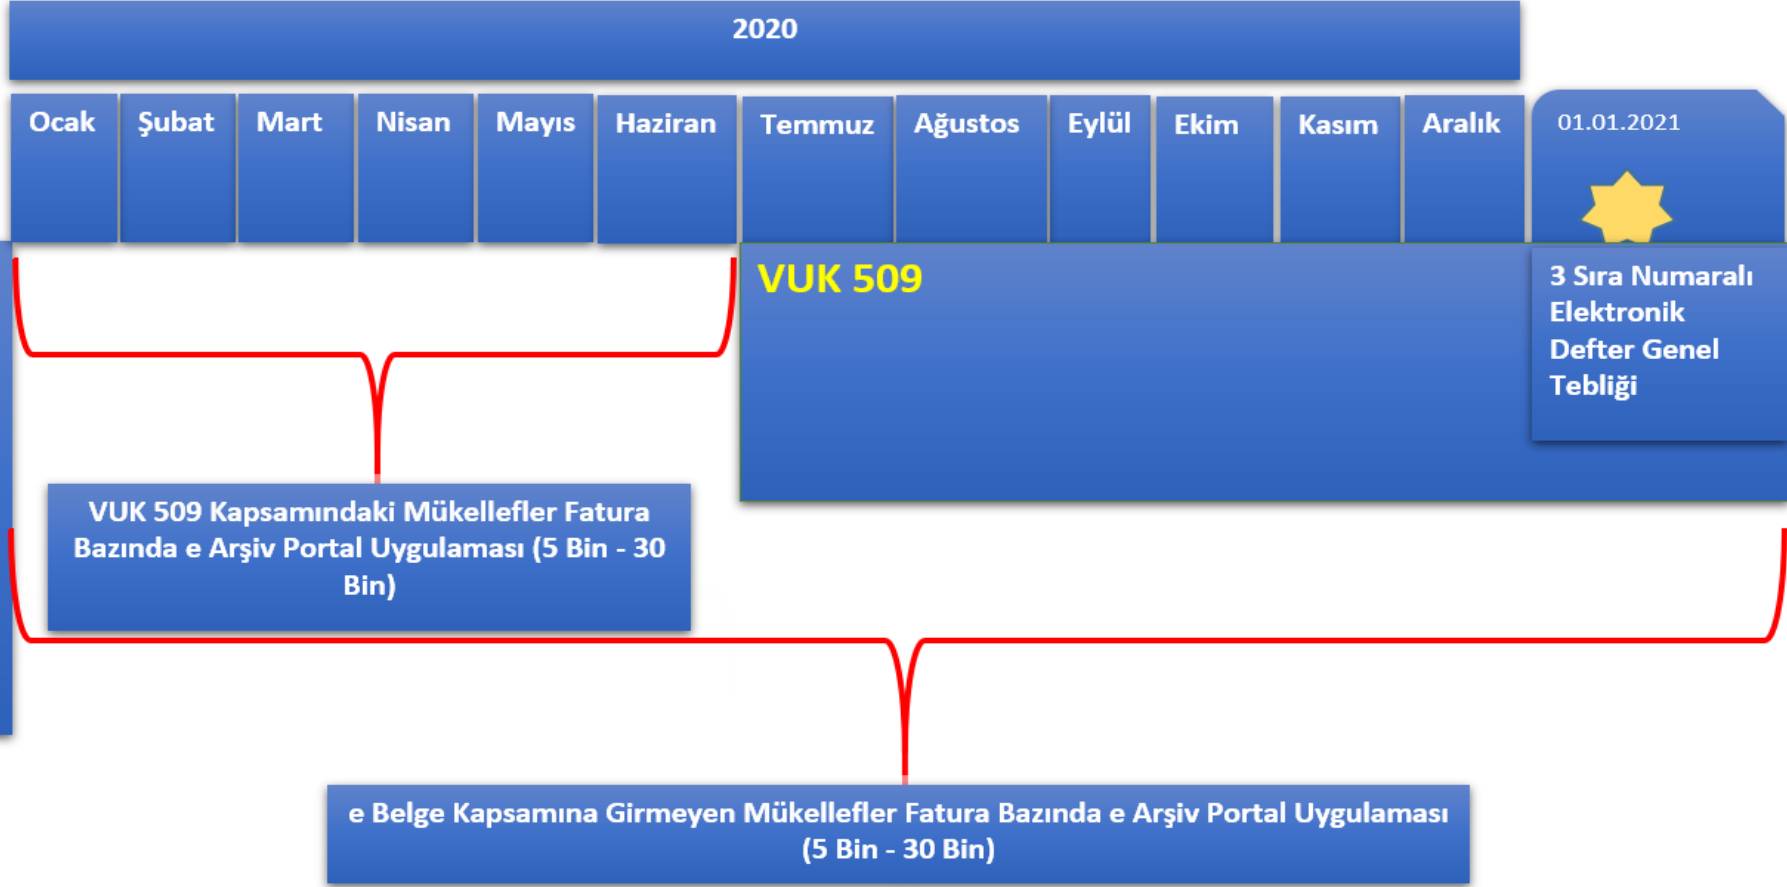 2020
Ocak
Şubat
Mart
Nisan
Mayıs
Haziran
Temmuz
Ağustos
Eylül
Ekim
Kasım
Aralık
01.01.2021
VUK 509
3 Sıra Numaralı
Elektronik
Defter Genel
Tebliği
VUK 509 Kapsamındaki Mükellefler Fatura
Bazında e Arşiv Portal Uygulaması (5 Bin - 30
Bin)
e Belge Kapsamına Girmeyen Mükellefler Fatura Bazında e Arşiv Portal Uygulaması
(5 Bin - 30 Bin)